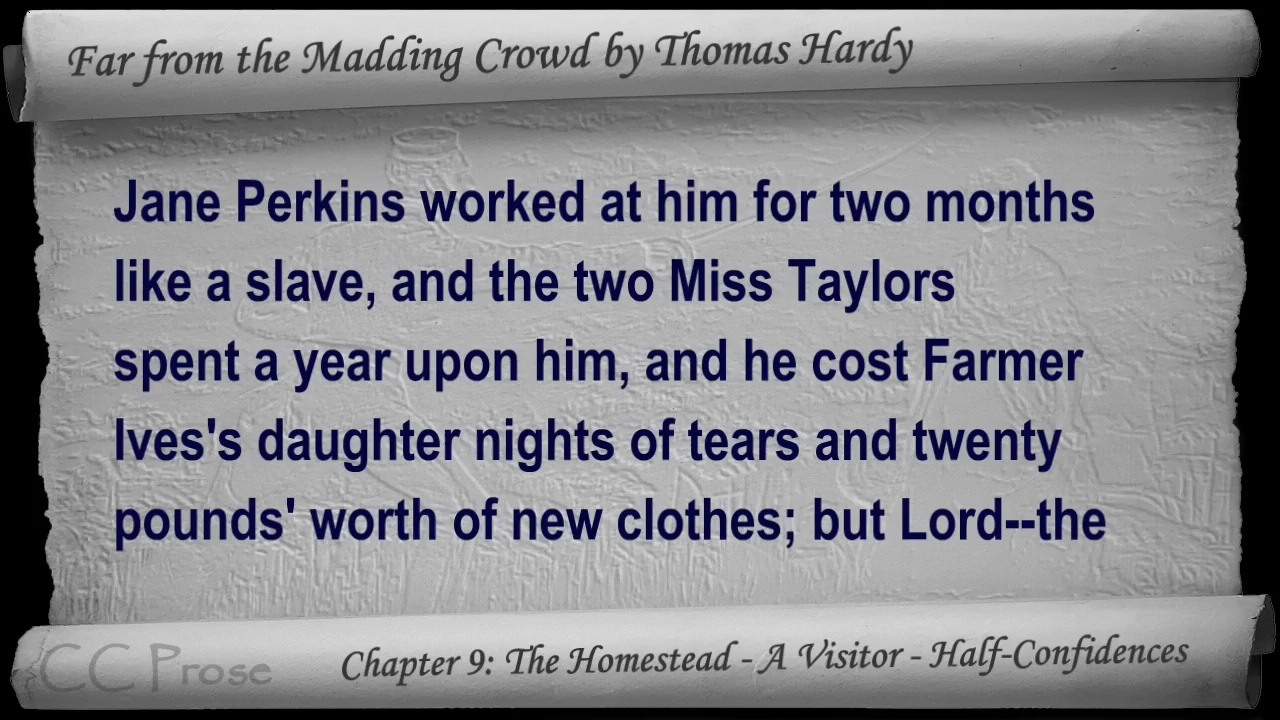 Far from the Madding Crowd by Thomas Hardy
Jane Perkins worked at him for two months
like a slave, and the two Miss Taylors
spent a year upon him, and he cost Farmer
Ives's daughter nights of tears and twenty
pounds' worth of new clothes; but Lord--the
CC Prose
Chapter 9: The Homestead - A Visitor - Half-Confidences